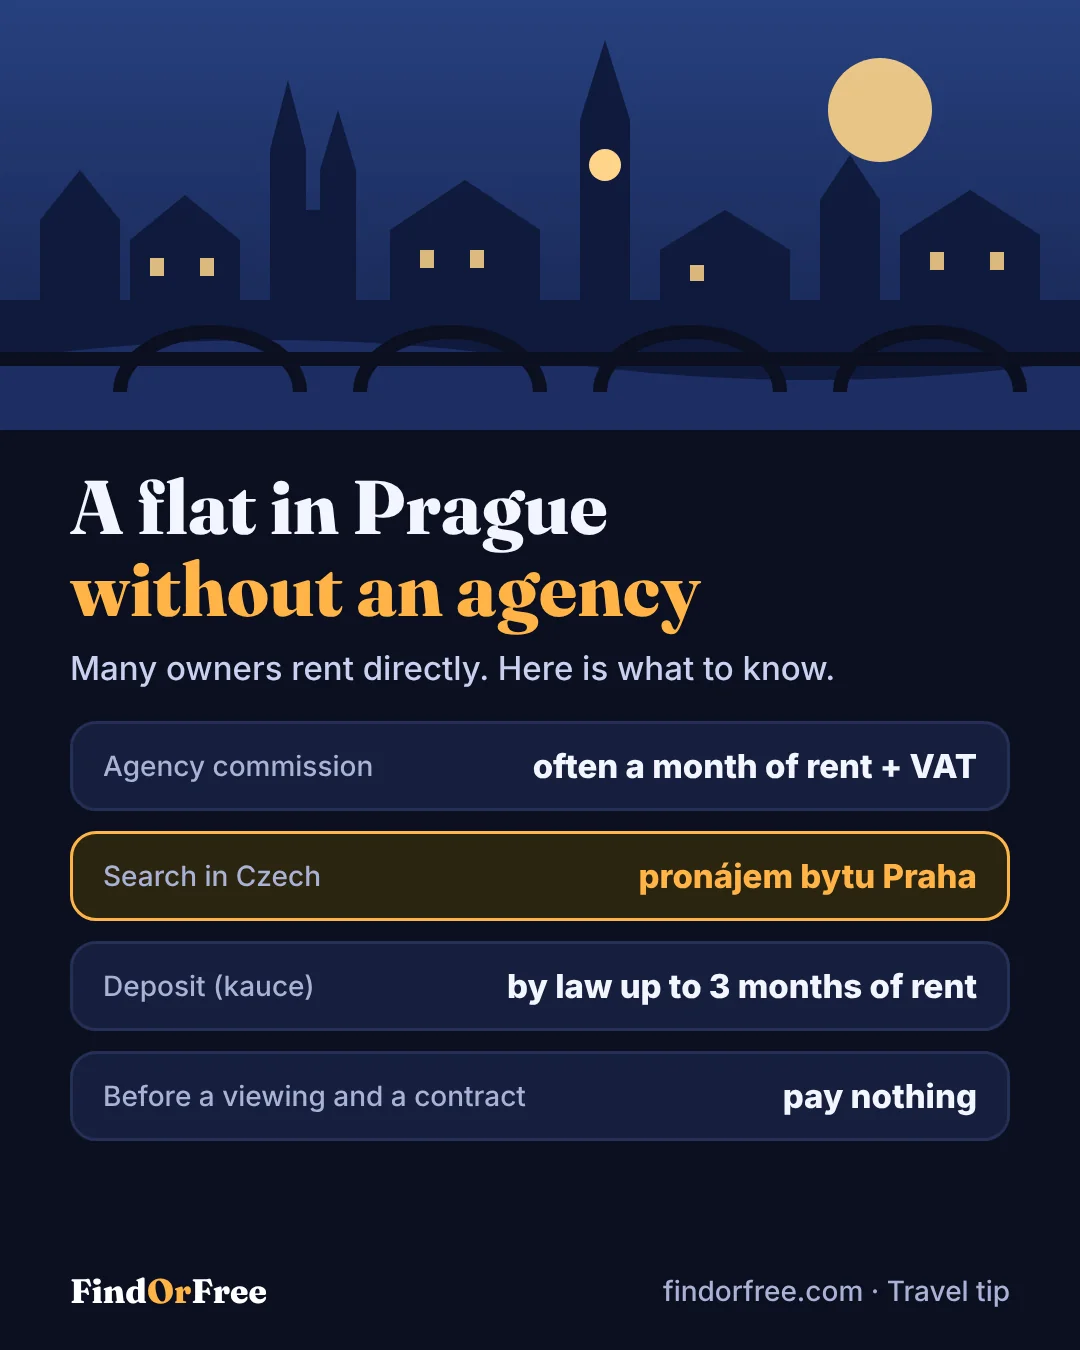 A flat in Prague
without an agency
Many owners rent directly. Here is what to know.
Agency commission often a month of rent + VAT
Search in Czech pronájem bytu Praha
Deposit (kauce) by law up to 3 months of rent
Before a viewing and a contract pay nothing
FindOrFree findorfree.com · Travel tip